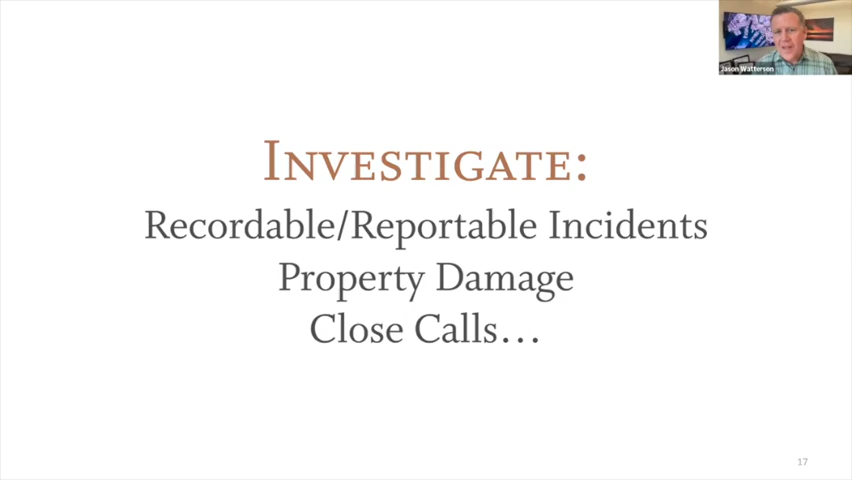 Jason Watterson
INVESTIGATE:
Recordable/Reportable Incidents
Property Damage
Close Calls…
17